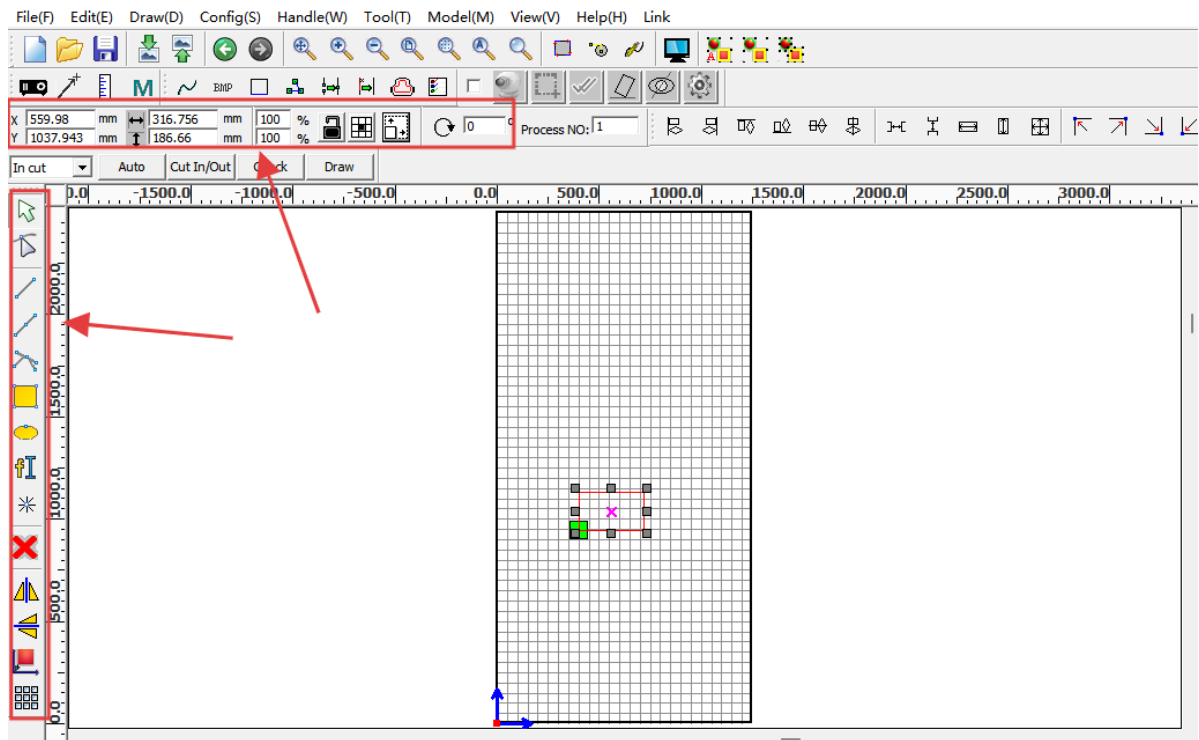 File(F) Edit(E) Draw(D) Config(S) Handle(W) Tool(T) Model(M) View(V) Help(H) Link
A
M BMP
X 559.98 mm 316.756 mm 100 %
Y 1037.943 mm 186.66 mm 100 %
0 ° Process NO: 1
In cut Auto Cut In/Out Draw
0.0 -1500.0 -1000.0 -500.0 0.0 500.0 1000.0 1500.0 2000.0 2500.0 3000.0
2000.0
1500.0
1000.0
500.0
0.0